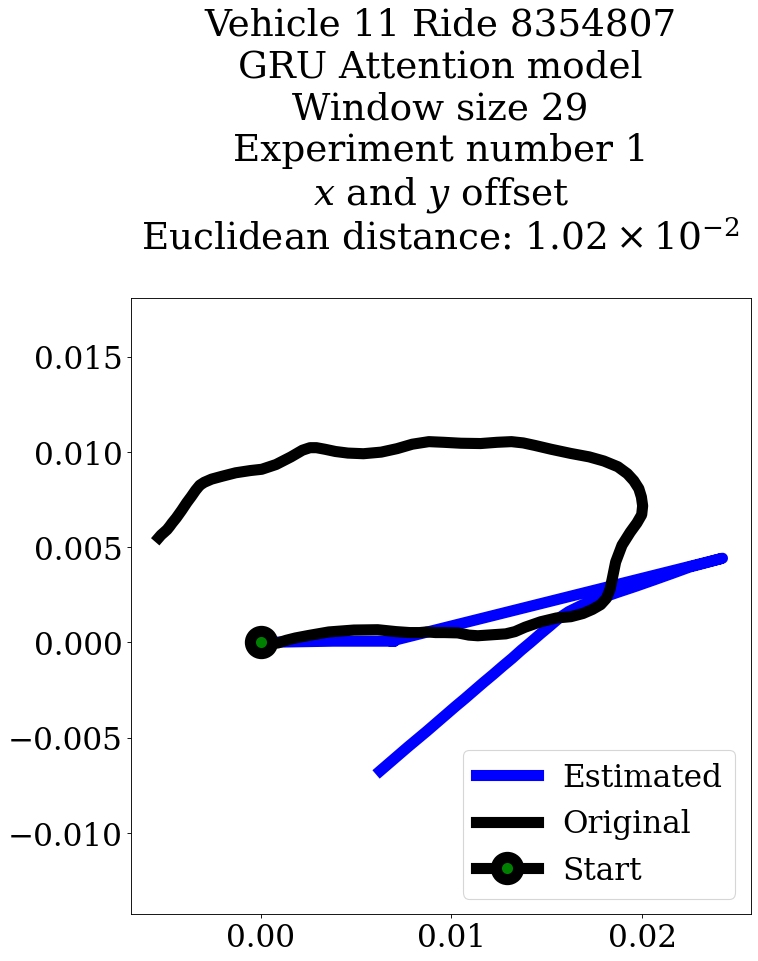 Vehicle 11 Ride 8354807
GRU Attention model
Window size 29
Experiment number 1
x and y offset
Euclidean distance: 1.02 × 10⁻²
0.015
0.010
0.005
0.000
−0.005
−0.010
0.00 0.01 0.02
Estimated
Original
Start